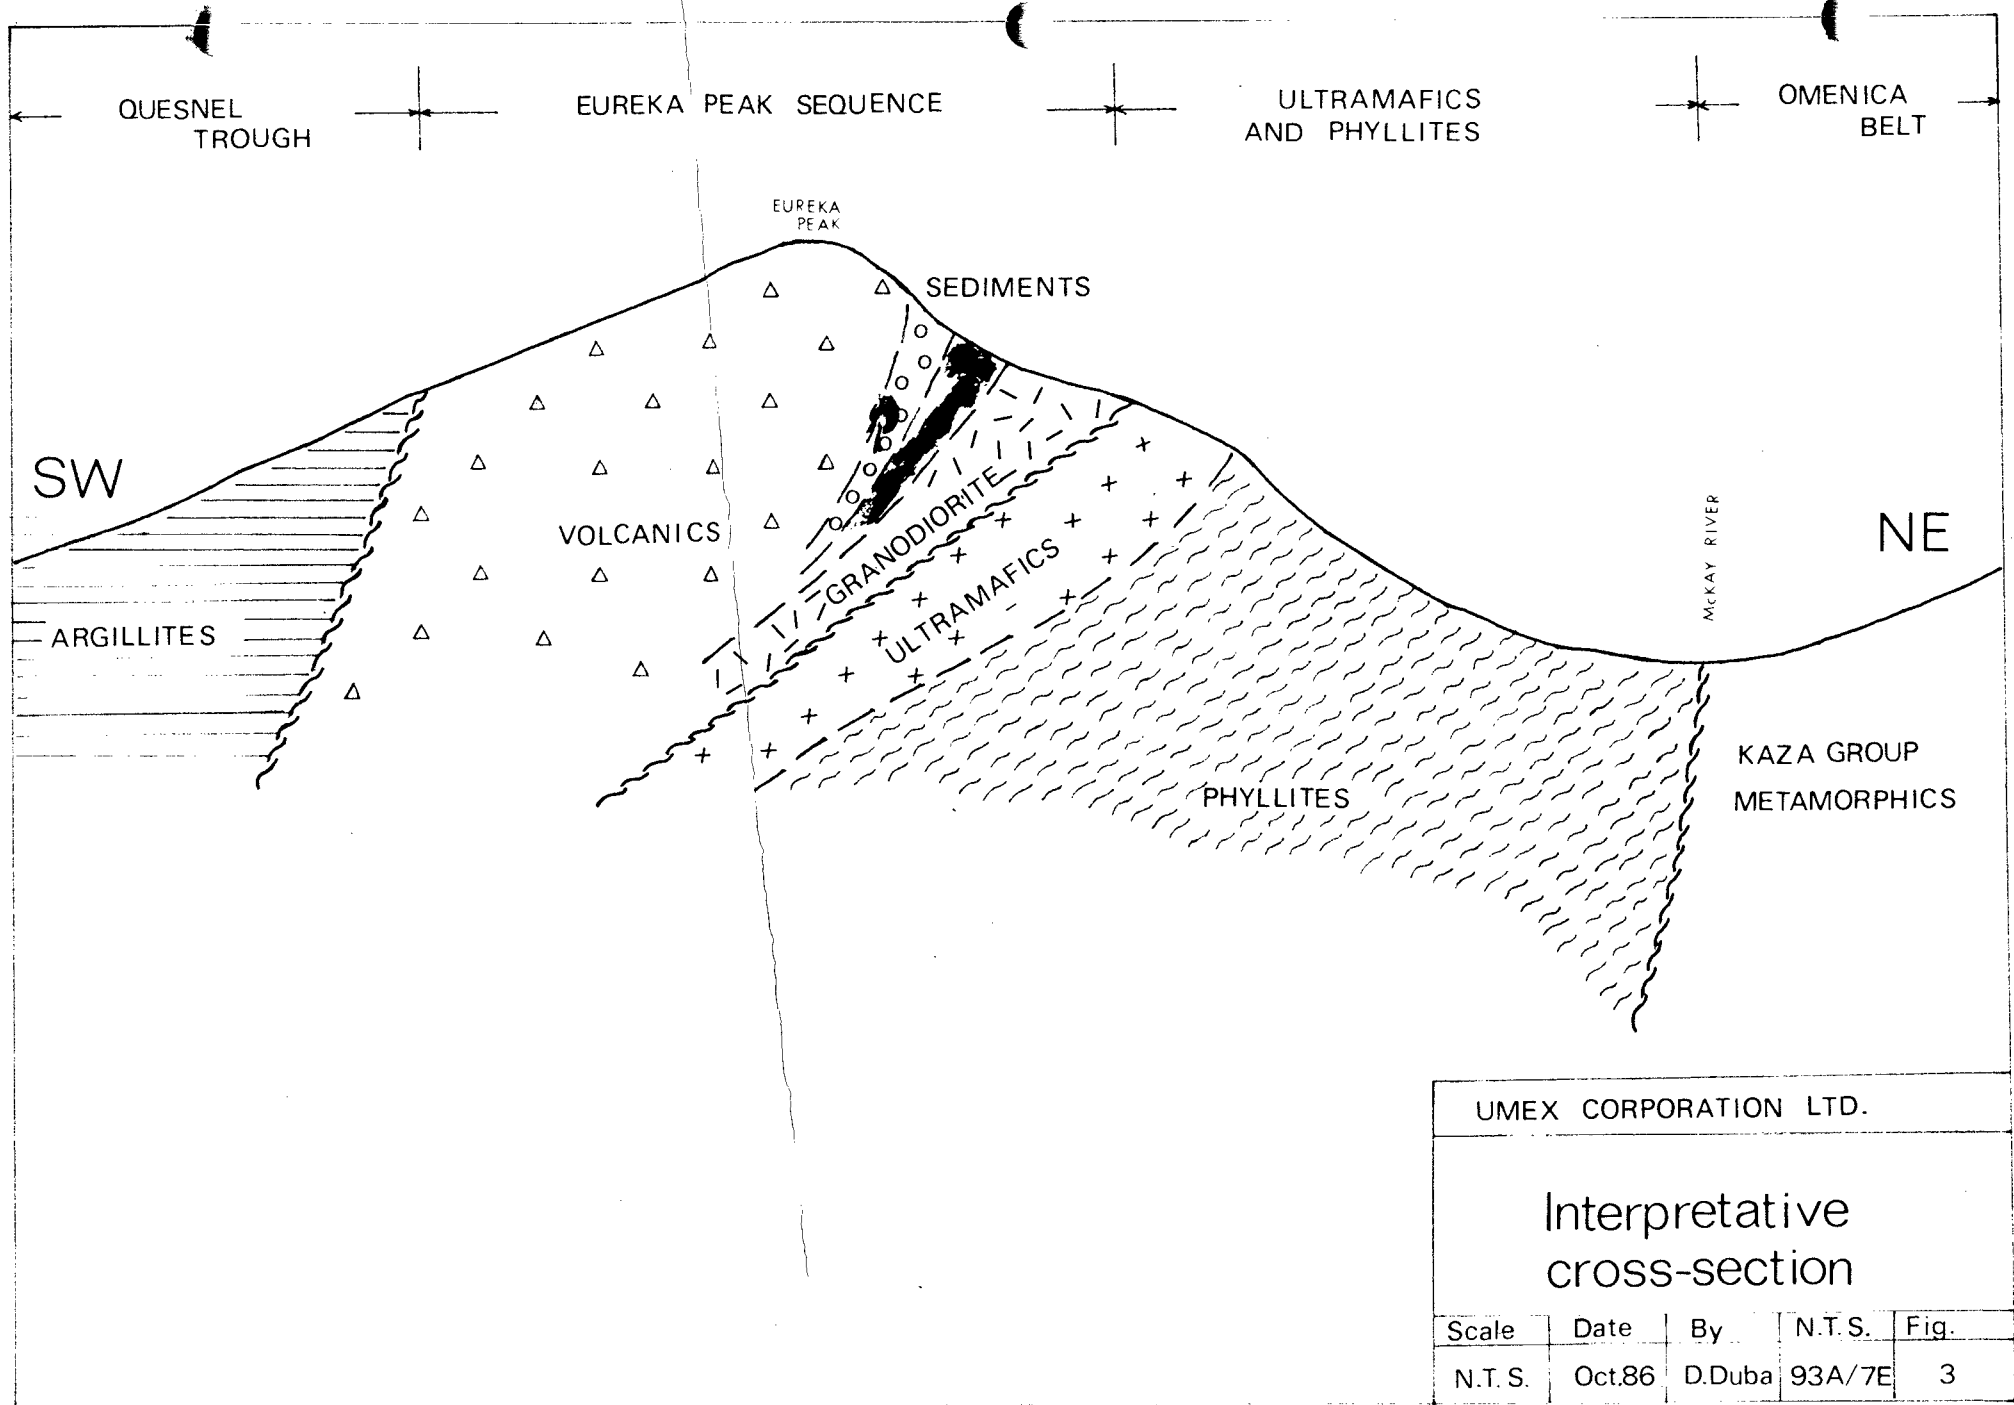 QUESNEL
TROUGH
EUREKA PEAK SEQUENCE
ULTRAMAFICS
AND PHYLLITES
OMENICA
BELT
EUREKA
PEAK
SEDIMENTS
SW
NE
VOLCANICS
GRANODIORITE
ULTRAMAFICS
McKAY RIVER
ARGILLITES
PHYLLITES
KAZA GROUP
METAMORPHICS
UMEX CORPORATION LTD.
Interpretative
cross-section
Scale Date By N.T.S. Fig.
N.T.S. Oct.86 D.Duba 93A/7E 3